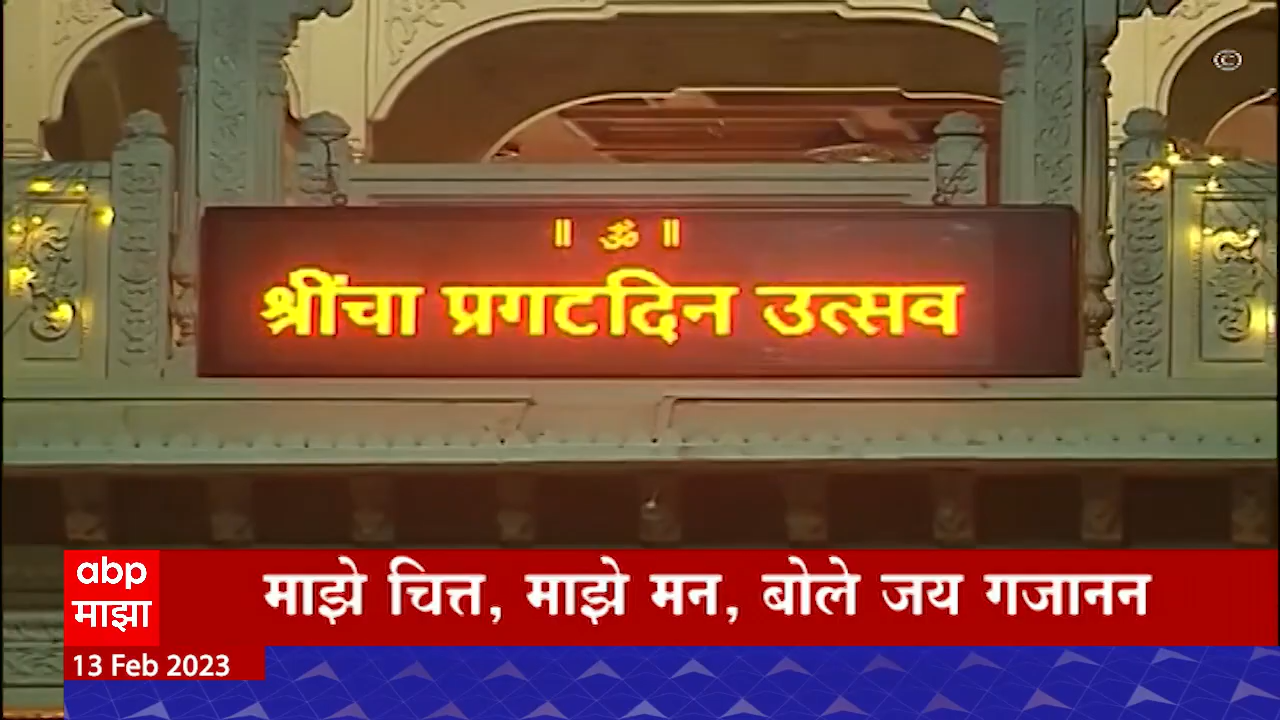 ©
॥ ॐ ॥
श्रींचा प्रगटदिन उत्सव
abp
माझा
माझे चित्त, माझे मन, बोले जय गजानन
13 Feb 2023